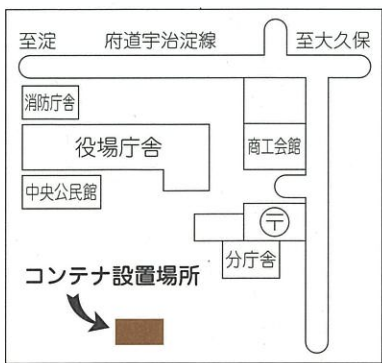 至淀 府道宇治淀線 至大久保
消防庁舎
役場庁舎
商工会館
中央公民館
〒
分庁舎
コンテナ設置場所